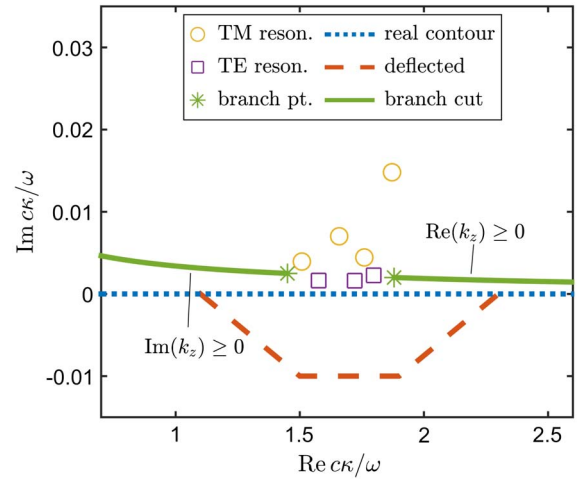 0.03
0.02
0.01
0
-0.01
Im cκ/ω
TM reson.
real contour
TE reson.
deflected
branch pt.
branch cut
Re(k_z) ≥ 0
Im(k_z) ≥ 0
1
1.5
2
2.5
Re cκ/ω